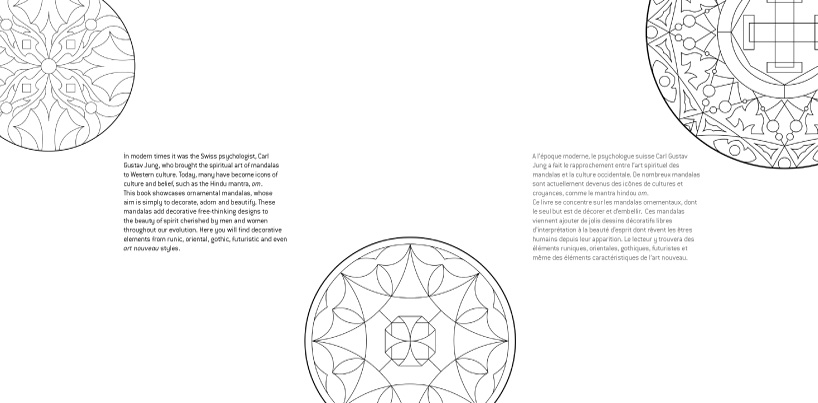 In modern times it was the Swiss psychologist, Carl
Gustav Jung, who brought the spiritual art of mandalas
to Western culture. Today, many have become icons of
culture and belief, such as the Hindu mantra, om.
This book showcases ornamental mandalas, whose
aim is simply to decorate, adorn and beautify. These
mandalas add decorative free-thinking designs to
the beauty of spirit cherished by men and women
throughout our evolution. Here you will find decorative
elements from runic, oriental, gothic, futuristic and even
art nouveau styles.
A l'époque moderne, le psychologue suisse Carl Gustav
Jung a fait le rapprochement entre l'art spirituel des
mandalas et la culture occidentale. De nombreux mandalas
sont actuellement devenus des icônes de cultures et
croyances, comme le mantra hindou om.
Ce livre se concentre sur les mandalas ornementaux, dont
le seul but est de décorer et d'embellir. Ces mandalas
viennent ajouter de jolis dessins décoratifs libres
d'interprétation à la beauté d'esprit dont rêvent les êtres
humains depuis leur apparition. Le lecteur y trouvera des
éléments runiques, orientales, gothiques, futuristes et
même des éléments caractéristiques de l'art nouveau.